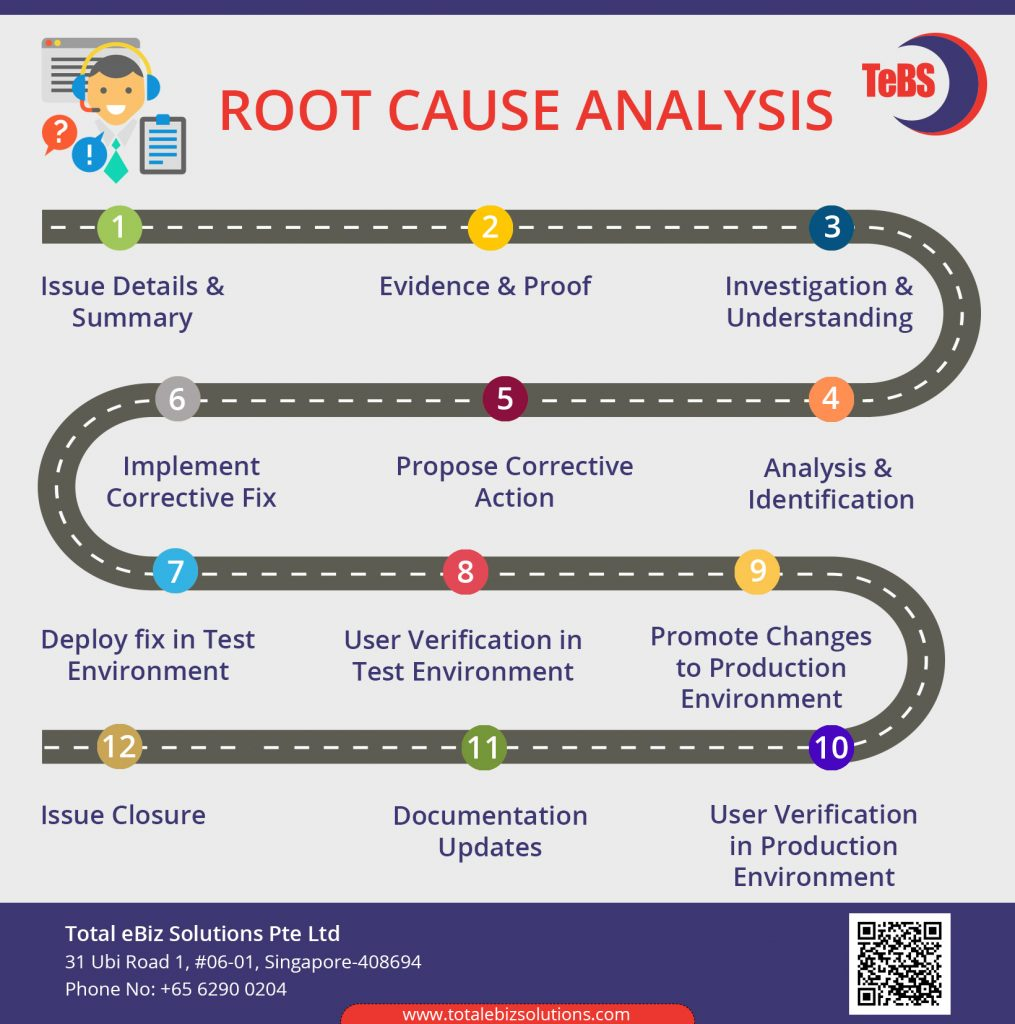 TeBS
ROOT CAUSE ANALYSIS
?
!
1
2
3
Issue Details &
Summary
Evidence & Proof
Investigation &
Understanding
6
5
4
Implement
Corrective Fix
Propose Corrective
Action
Analysis &
Identification
7
8
9
Deploy fix in Test
Environment
User Verification in
Test Environment
Promote Changes
to Production
Environment
12
11
10
Issue Closure
Documentation
Updates
User Verification
in Production
Environment
Total eBiz Solutions Pte Ltd
31 Ubi Road 1, #06-01, Singapore-408694
Phone No: +65 6290 0204
www.totalebizsolutions.com